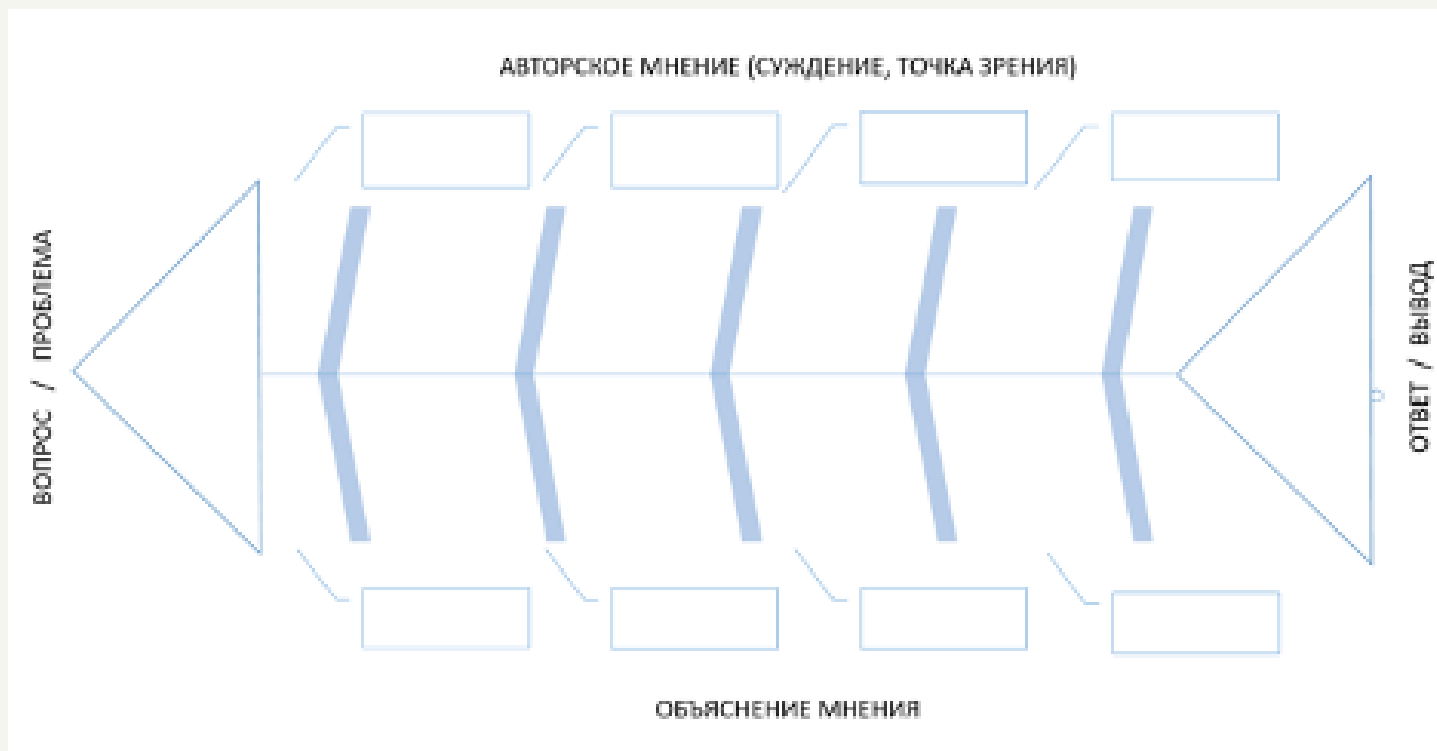 АВТОРСКОЕ МНЕНИЕ (СУЖДЕНИЕ, ТОЧКА ЗРЕНИЯ)
ВОПРОС / ПРОБЛЕМА
ОТВЕТ / ВЫВОД
ОБЪЯСНЕНИЕ МНЕНИЯ